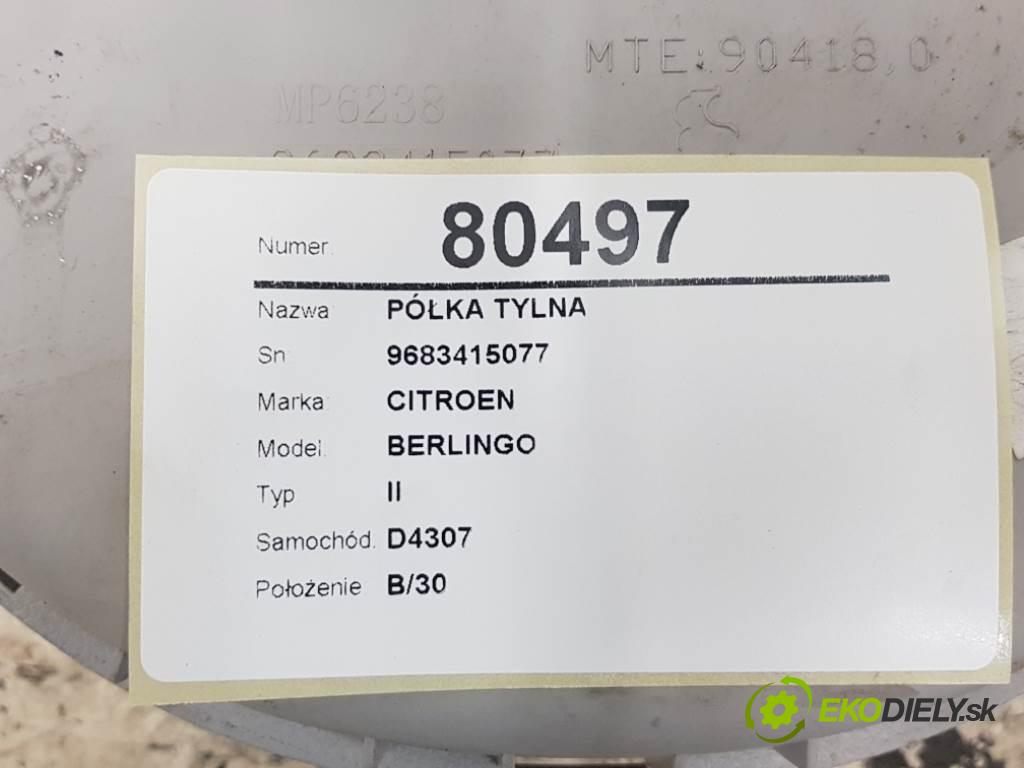 MTE:90418,0
MP6238
Numer: 80497
Nazwa: PÓŁKA TYLNA
Sn: 9683415077
Marka: CITROEN
Model: BERLINGO
Typ II
Samochód: D4307
Położenie B/30
EKODIELY.sk